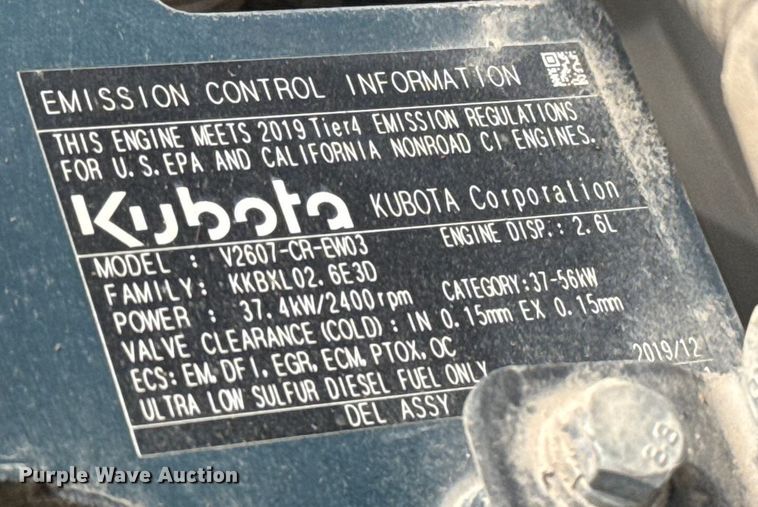 EMISSION CONTROL INFORMATION
THIS ENGINE MEETS 2019 Tier4 EMISSION REGULATIONS
FOR U.S.EPA AND CALIFORNIA NONROAD CI ENGINES.
Kubota KUBOTA Corporation
MODEL : V2607-CR-EW03 ENGINE DISP.: 2.6L
FAMILY: KKBXL02.6E3D
POWER : 37.4kW/2400rpm CATEGORY:37-56kW
VALVE CLEARANCE(COLD): IN 0.15mm EX 0.15mm
ECS: EM, DFI, EGR, ECM, PTOX, OC
ULTRA LOW SULFUR DIESEL FUEL ONLY 2019/12
DEL ASSY
88
Purple Wave Auction